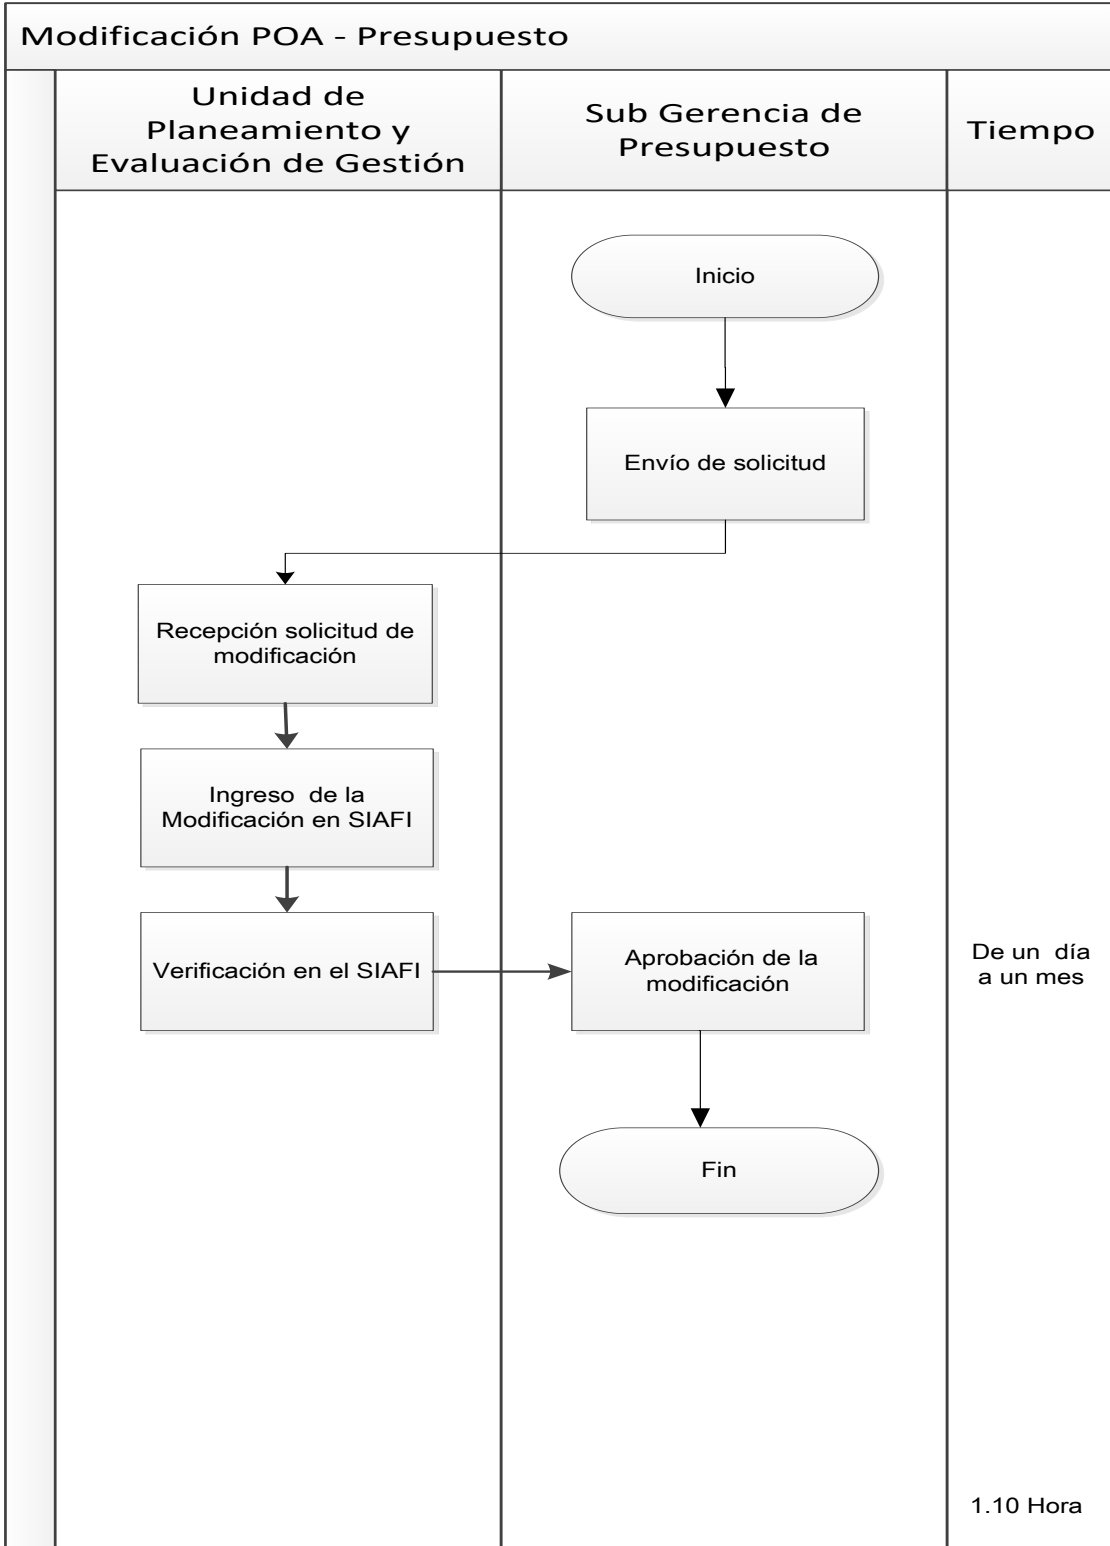 Modificación POA - Presupuesto
Unidad de
Planeamiento y
Evaluación de Gestión
Sub Gerencia de
Presupuesto
Tiempo
Inicio
Envío de solicitud
Recepción solicitud de
modificación
Ingreso  de la
Modificación en SIAFI
Verificación en el SIAFI
Aprobación de la
modificación
De un  día
a un mes
Fin
1.10 Hora